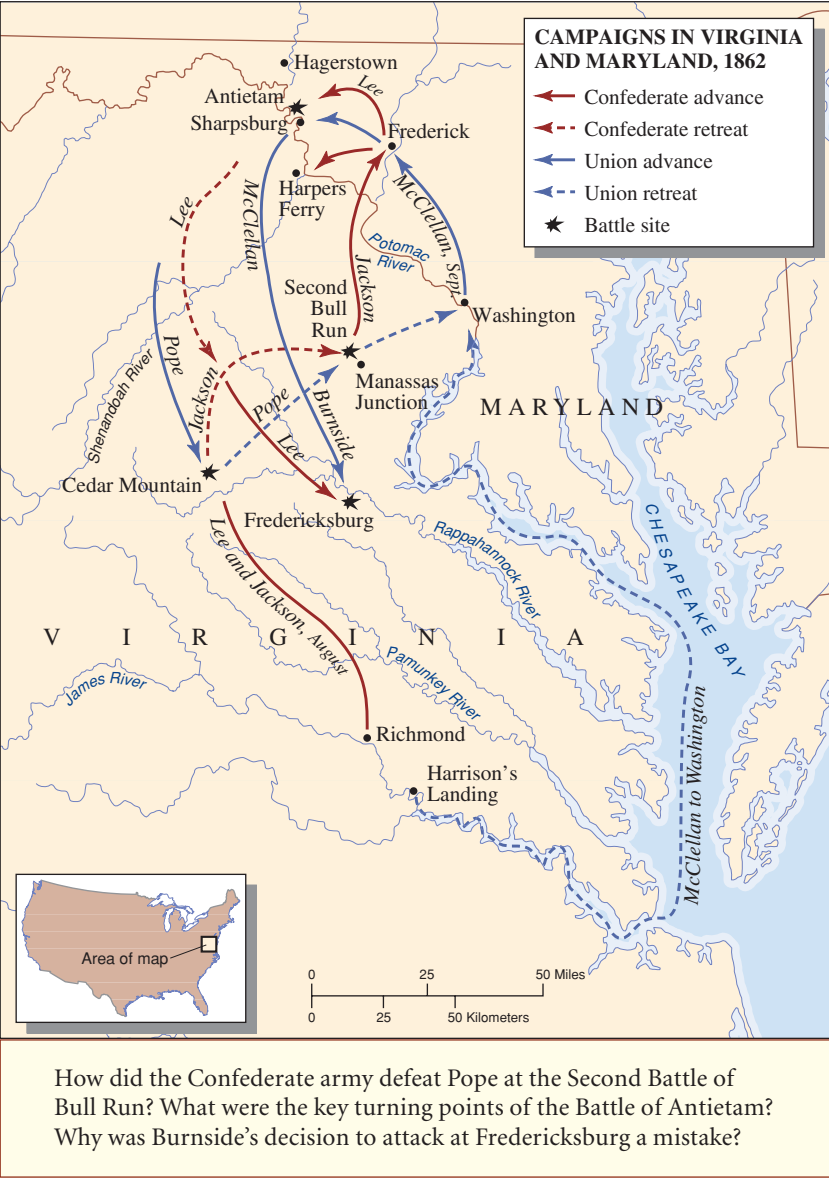 CAMPAIGNS IN VIRGINIA
AND MARYLAND, 1862
Confederate advance
Confederate retreat
Union advance
Union retreat
Battle site
Hagerstown
Lee
Antietam
Sharpsburg
Frederick
Harpers
Ferry
Lee
McClellan
McClellan, Sept.
Potomac
River
Jackson
Second
Bull
Run
Washington
Pope
Shenandoah River
Manassas
Junction
MARYLAND
Jackson
Pope
Lee
Burnside
Cedar Mountain
Fredericksburg
Rappahannock River
CHESAPEAKE BAY
Lee and Jackson, August
VIRGINIA
James River
Pamunkey River
Richmond
Harrison’s
Landing
McClellan to Washington
Area of map
0 25 50 Miles
0 25 50 Kilometers
How did the Confederate army defeat Pope at the Second Battle of
Bull Run? What were the key turning points of the Battle of Antietam?
Why was Burnside’s decision to attack at Fredericksburg a mistake?